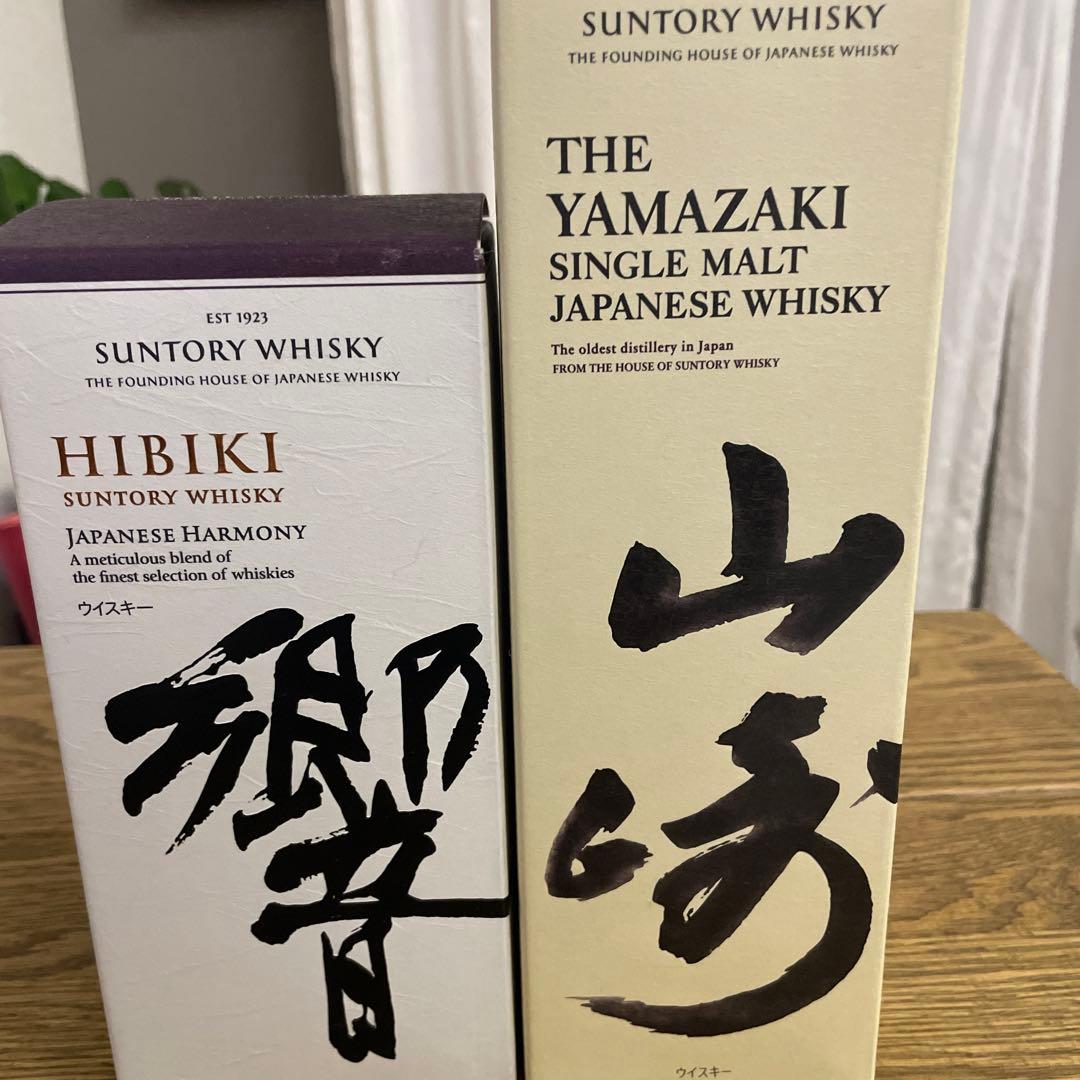 EST 1923
SUNTORY WHISKY
THE FOUNDING HOUSE OF JAPANESE WHISKY
HIBIKI
SUNTORY WHISKY
JAPANESE HARMONY
A meticulous blend of
the finest selection of whiskies
ウイスキー
響
SUNTORY WHISKY
THE FOUNDING HOUSE OF JAPANESE WHISKY
THE
YAMAZAKI
SINGLE MALT
JAPANESE WHISKY
The oldest distillery in Japan
FROM THE HOUSE OF SUNTORY WHISKY
山
崎
ウイスキー